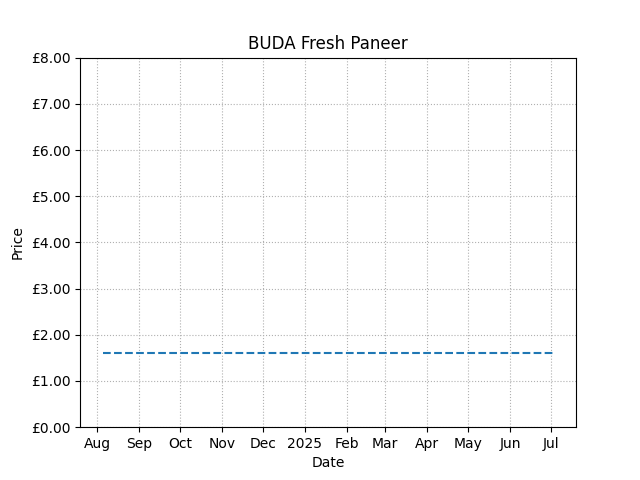 BUDA Fresh Paneer
£8.00
£7.00
£6.00
£5.00
£4.00
£3.00
£2.00
£1.00
£0.00
Price
Aug Sep Oct Nov Dec 2025 Feb Mar Apr May Jun Jul
Date